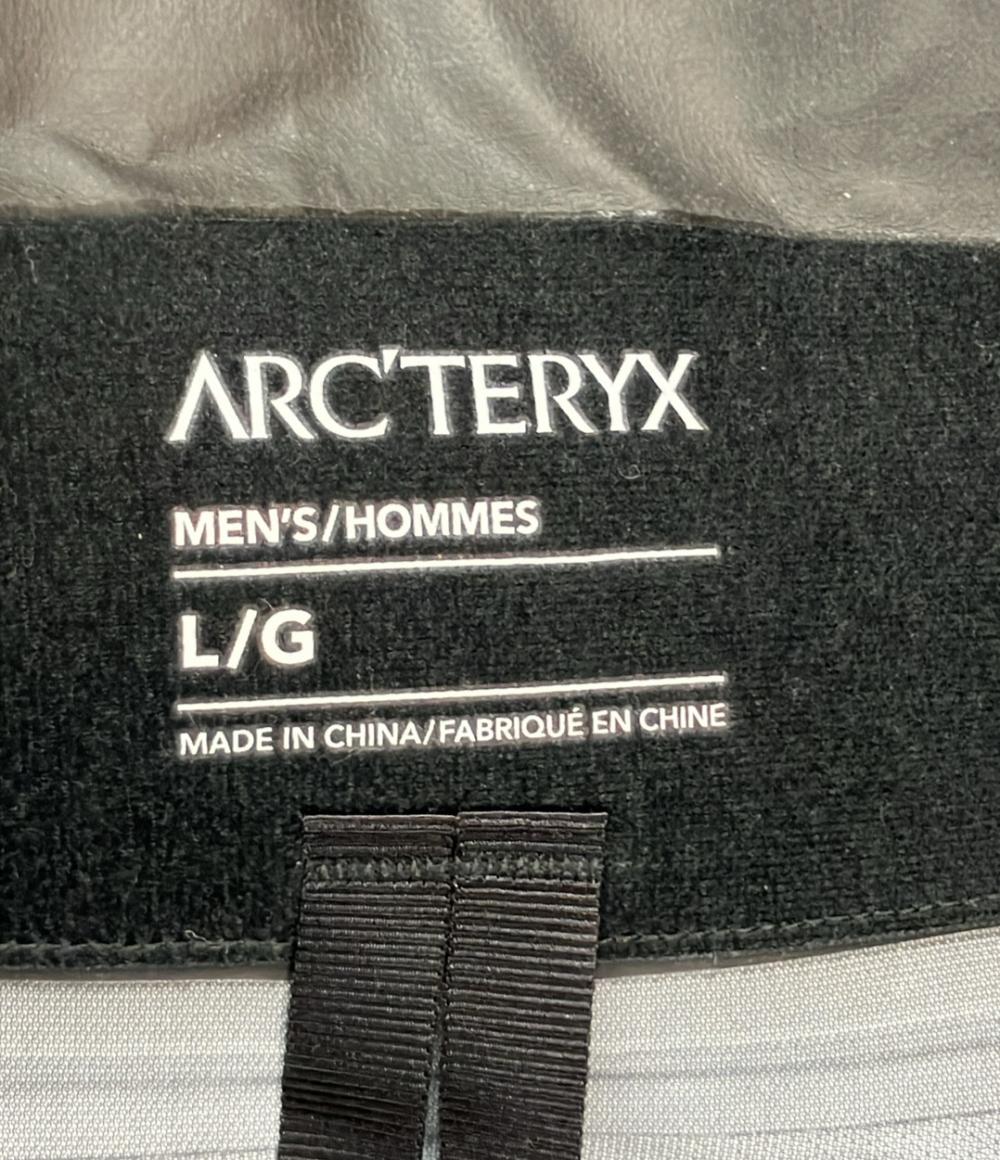 ARC'TERYX
MEN'S/HOMMES
L/G
MADE IN CHINA/FABRIQUÉ EN CHINE